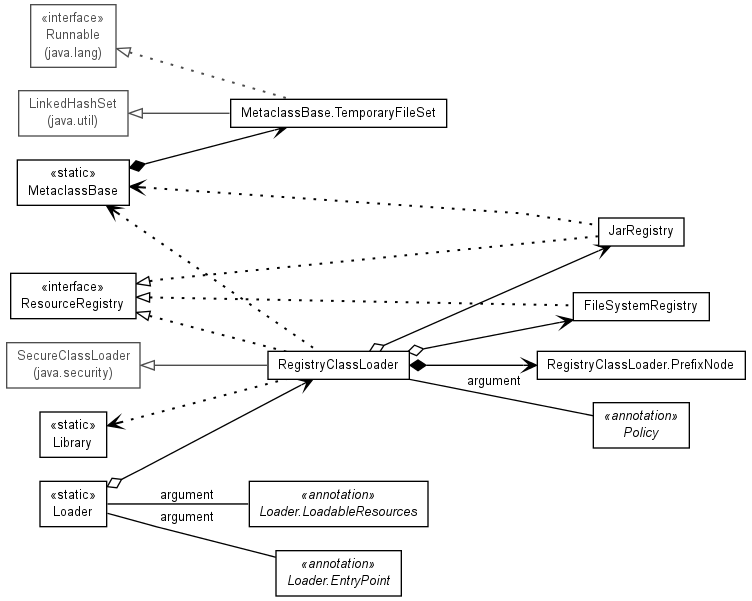 «interface»
Runnable
(java.lang)
LinkedHashSet
(java.util)
MetaclassBase.TemporaryFileSet
«static»
MetaclassBase
JarRegistry
«interface»
ResourceRegistry
FileSystemRegistry
SecureClassLoader
(java.security)
RegistryClassLoader
RegistryClassLoader.PrefixNode
argument
«annotation»
Policy
«static»
Library
«static»
Loader
argument
argument
«annotation»
Loader.LoadableResources
«annotation»
Loader.EntryPoint